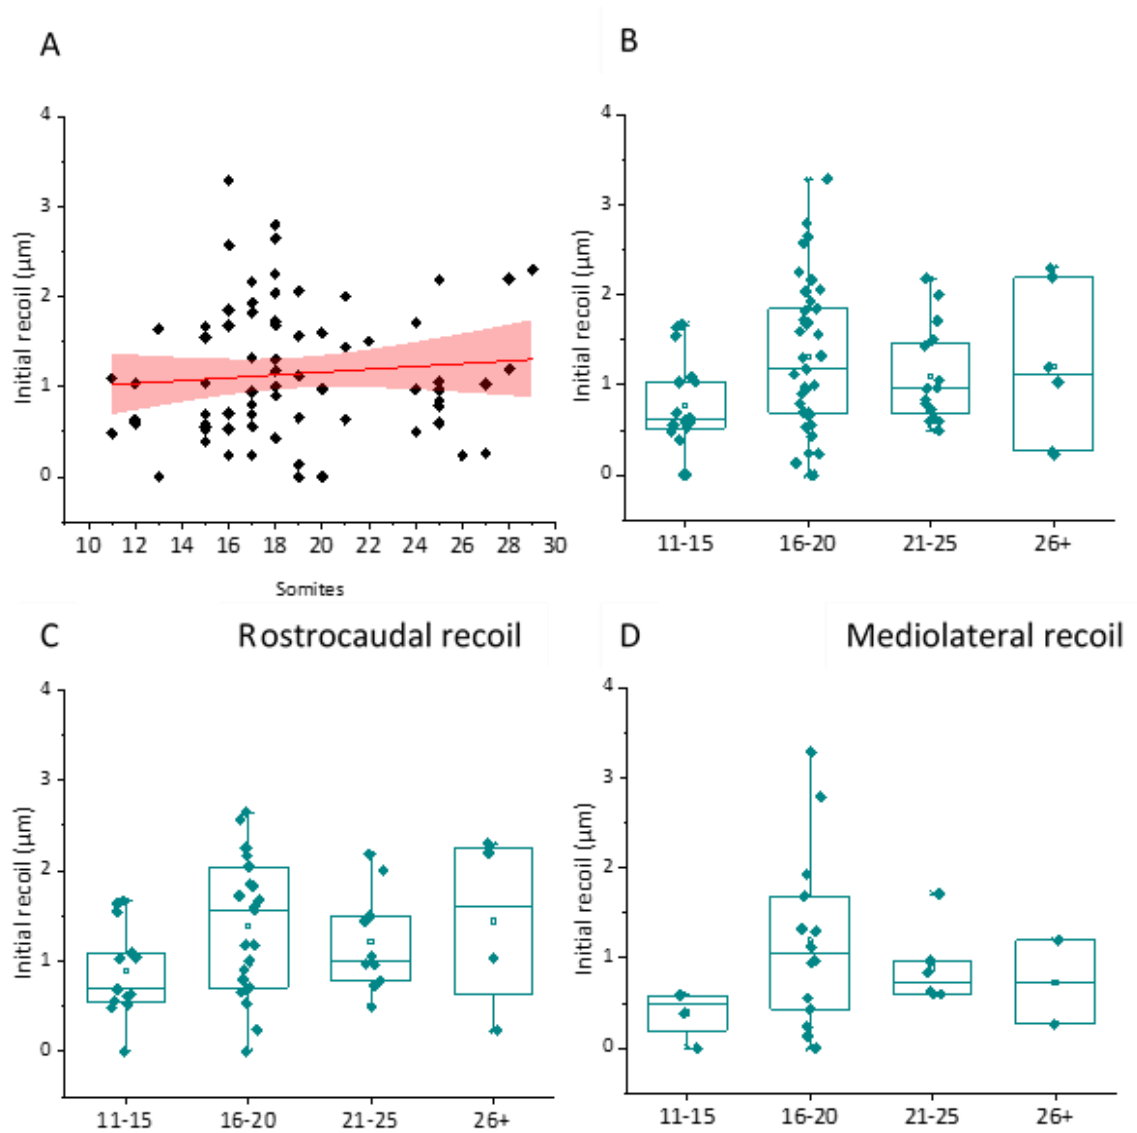 A
B
4
3
2
1
0
Initial recoil (μm)
10 12 14 16 18 20 22 24 26 28 30
Somites
4
3
2
1
0
Initial recoil (μm)
11-15 16-20 21-25 26+
C Rostrocaudal recoil
D Mediolateral recoil
4
3
2
1
0
Initial recoil (μm)
11-15 16-20 21-25 26+
4
3
2
1
0
Initial recoil (μm)
11-15 16-20 21-25 26+